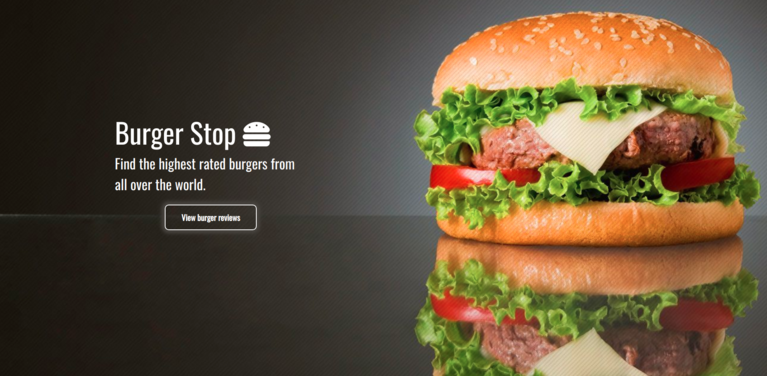 Burger Stop
Find the highest rated burgers from
all over the world.
View burger reviews